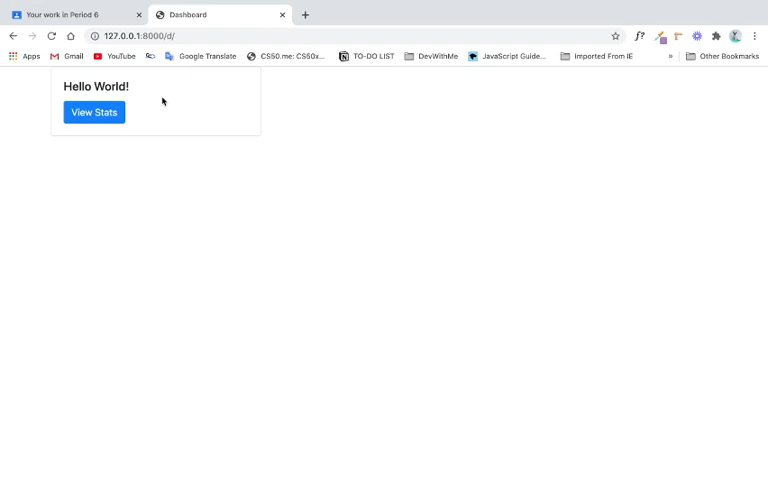 Your work in Period 6
Dashboard
127.0.0.1:8000/d/
f?
Apps
Gmail
YouTube
Google Translate
CS50.me: CS50x...
TO-DO LIST
DevWithMe
JavaScript Guide...
Imported From IE
»
Other Bookmarks
Hello World!
View Stats